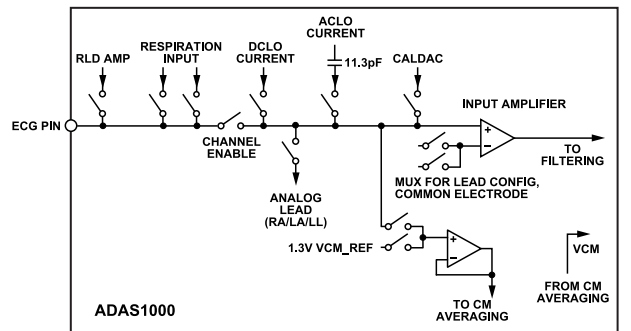 ACLO
CURRENT
RESPIRATION
INPUT
DCLO
CURRENT
11.3pF
RLD AMP
CALDAC
INPUT AMPLIFIER
ECG PIN
CHANNEL
ENABLE
+
–
TO
FILTERING
ANALOG
LEAD
(RA/LA/LL)
MUX FOR LEAD CONFIG,
COMMON ELECTRODE
1.3V VCM_REF
+
–
VCM
FROM CM
AVERAGING
TO CM
AVERAGING
ADAS1000